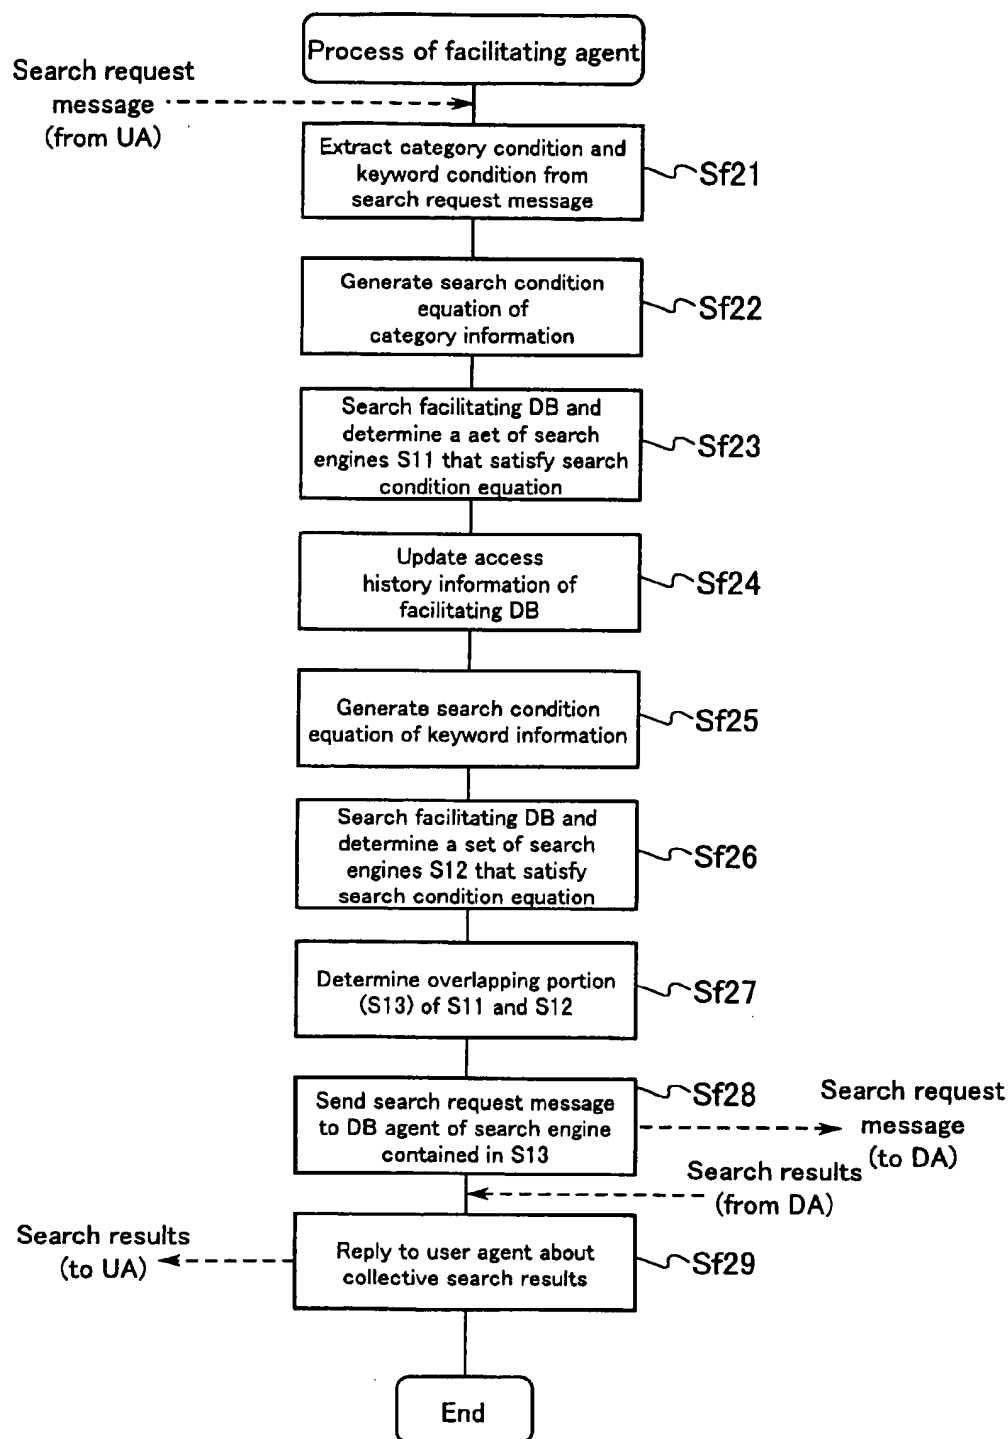 Process of facilitating agent
Search request
message
(from UA)
Extract category condition and
keyword condition from
search request message
Sf21
Generate search condition
equation of
category information
Sf22
Search facilitating DB and
determine a aet of search
engines S11 that satisfy search
condition equation
Sf23
Update access
history information of
facilitating DB
Sf24
Generate search condition
equation of keyword information
Sf25
Search facilitating DB and
determine a set of search
engines S12 that satisfy
search condition equation
Sf26
Determine overlapping portion
(S13) of S11 and S12
Sf27
Send search request message
to DB agent of search engine
contained in S13
Sf28
Search request
message
(to DA)
Search results
(from DA)
Search results
(to UA)
Reply to user agent about
collective search results
Sf29
End